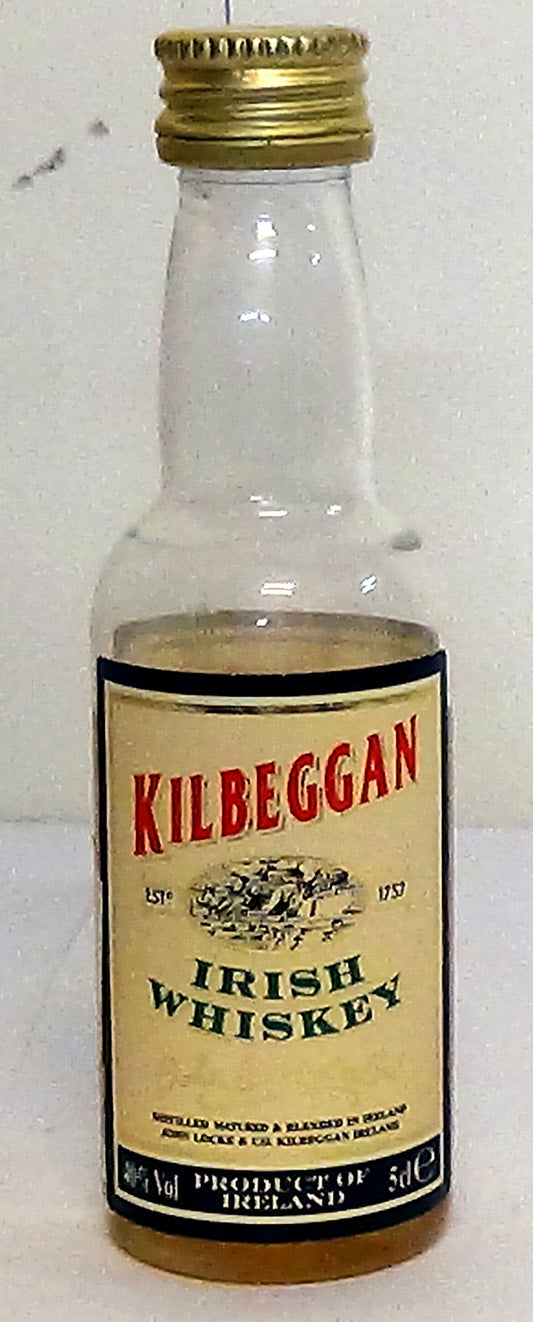 KILBEGGAN
ESTD 1757
IRISH
WHISKEY
DISTILLED MATURED & BLENDED IN IRELAND
JOHN LOCKE & CO. KILBEGGAN IRELAND
40% Vol PRODUCT OF IRELAND 5cl e